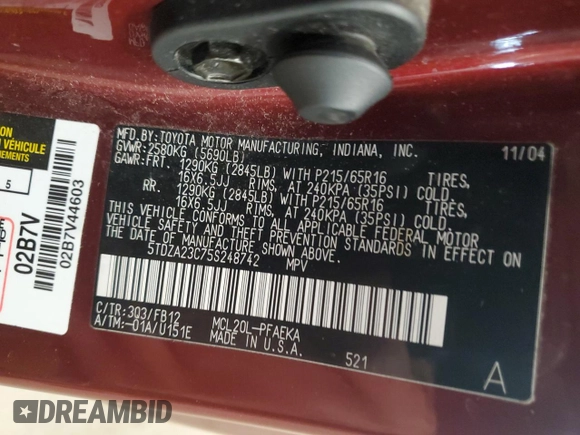 MFD.BY:TOYOTA MOTOR MANUFACTURING, INDIANA, INC. 11/04
GVWR:2580KG (5690LB)
GAWR:FRT. 1290KG (2845LB) WITH P215/65R16 TIRES,
16X6.5JJ RIMS, AT 240KPA (35PSI) COLD.
RR. 1290KG (2845LB) WITH P215/65R16 TIRES,
16X6.5JJ RIMS, AT 240KPA (35PSI) COLD.
THIS VEHICLE CONFORMS TO ALL APPLICABLE FEDERAL MOTOR
VEHICLE SAFETY AND THEFT PREVENTION STANDARDS IN EFFECT ON
THE DATE OF MANUFACTURE SHOWN ABOVE.
5TDZA23C75S248742 MPV
C/TR:3Q3/FB12
A/TM:-01A/U151E
MCL20L-PFAEKA
MADE IN U.S.A.
521
A
VÉHICULE
5
02B7V
02B7V44603
DREAMBID